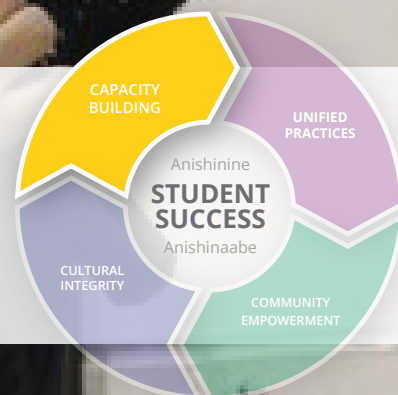 CAPACITY
BUILDING
UNIFIED
PRACTICES
Anishinine
STUDENT
SUCCESS
Anishinaabe
CULTURAL
INTEGRITY
COMMUNITY
EMPOWERMENT